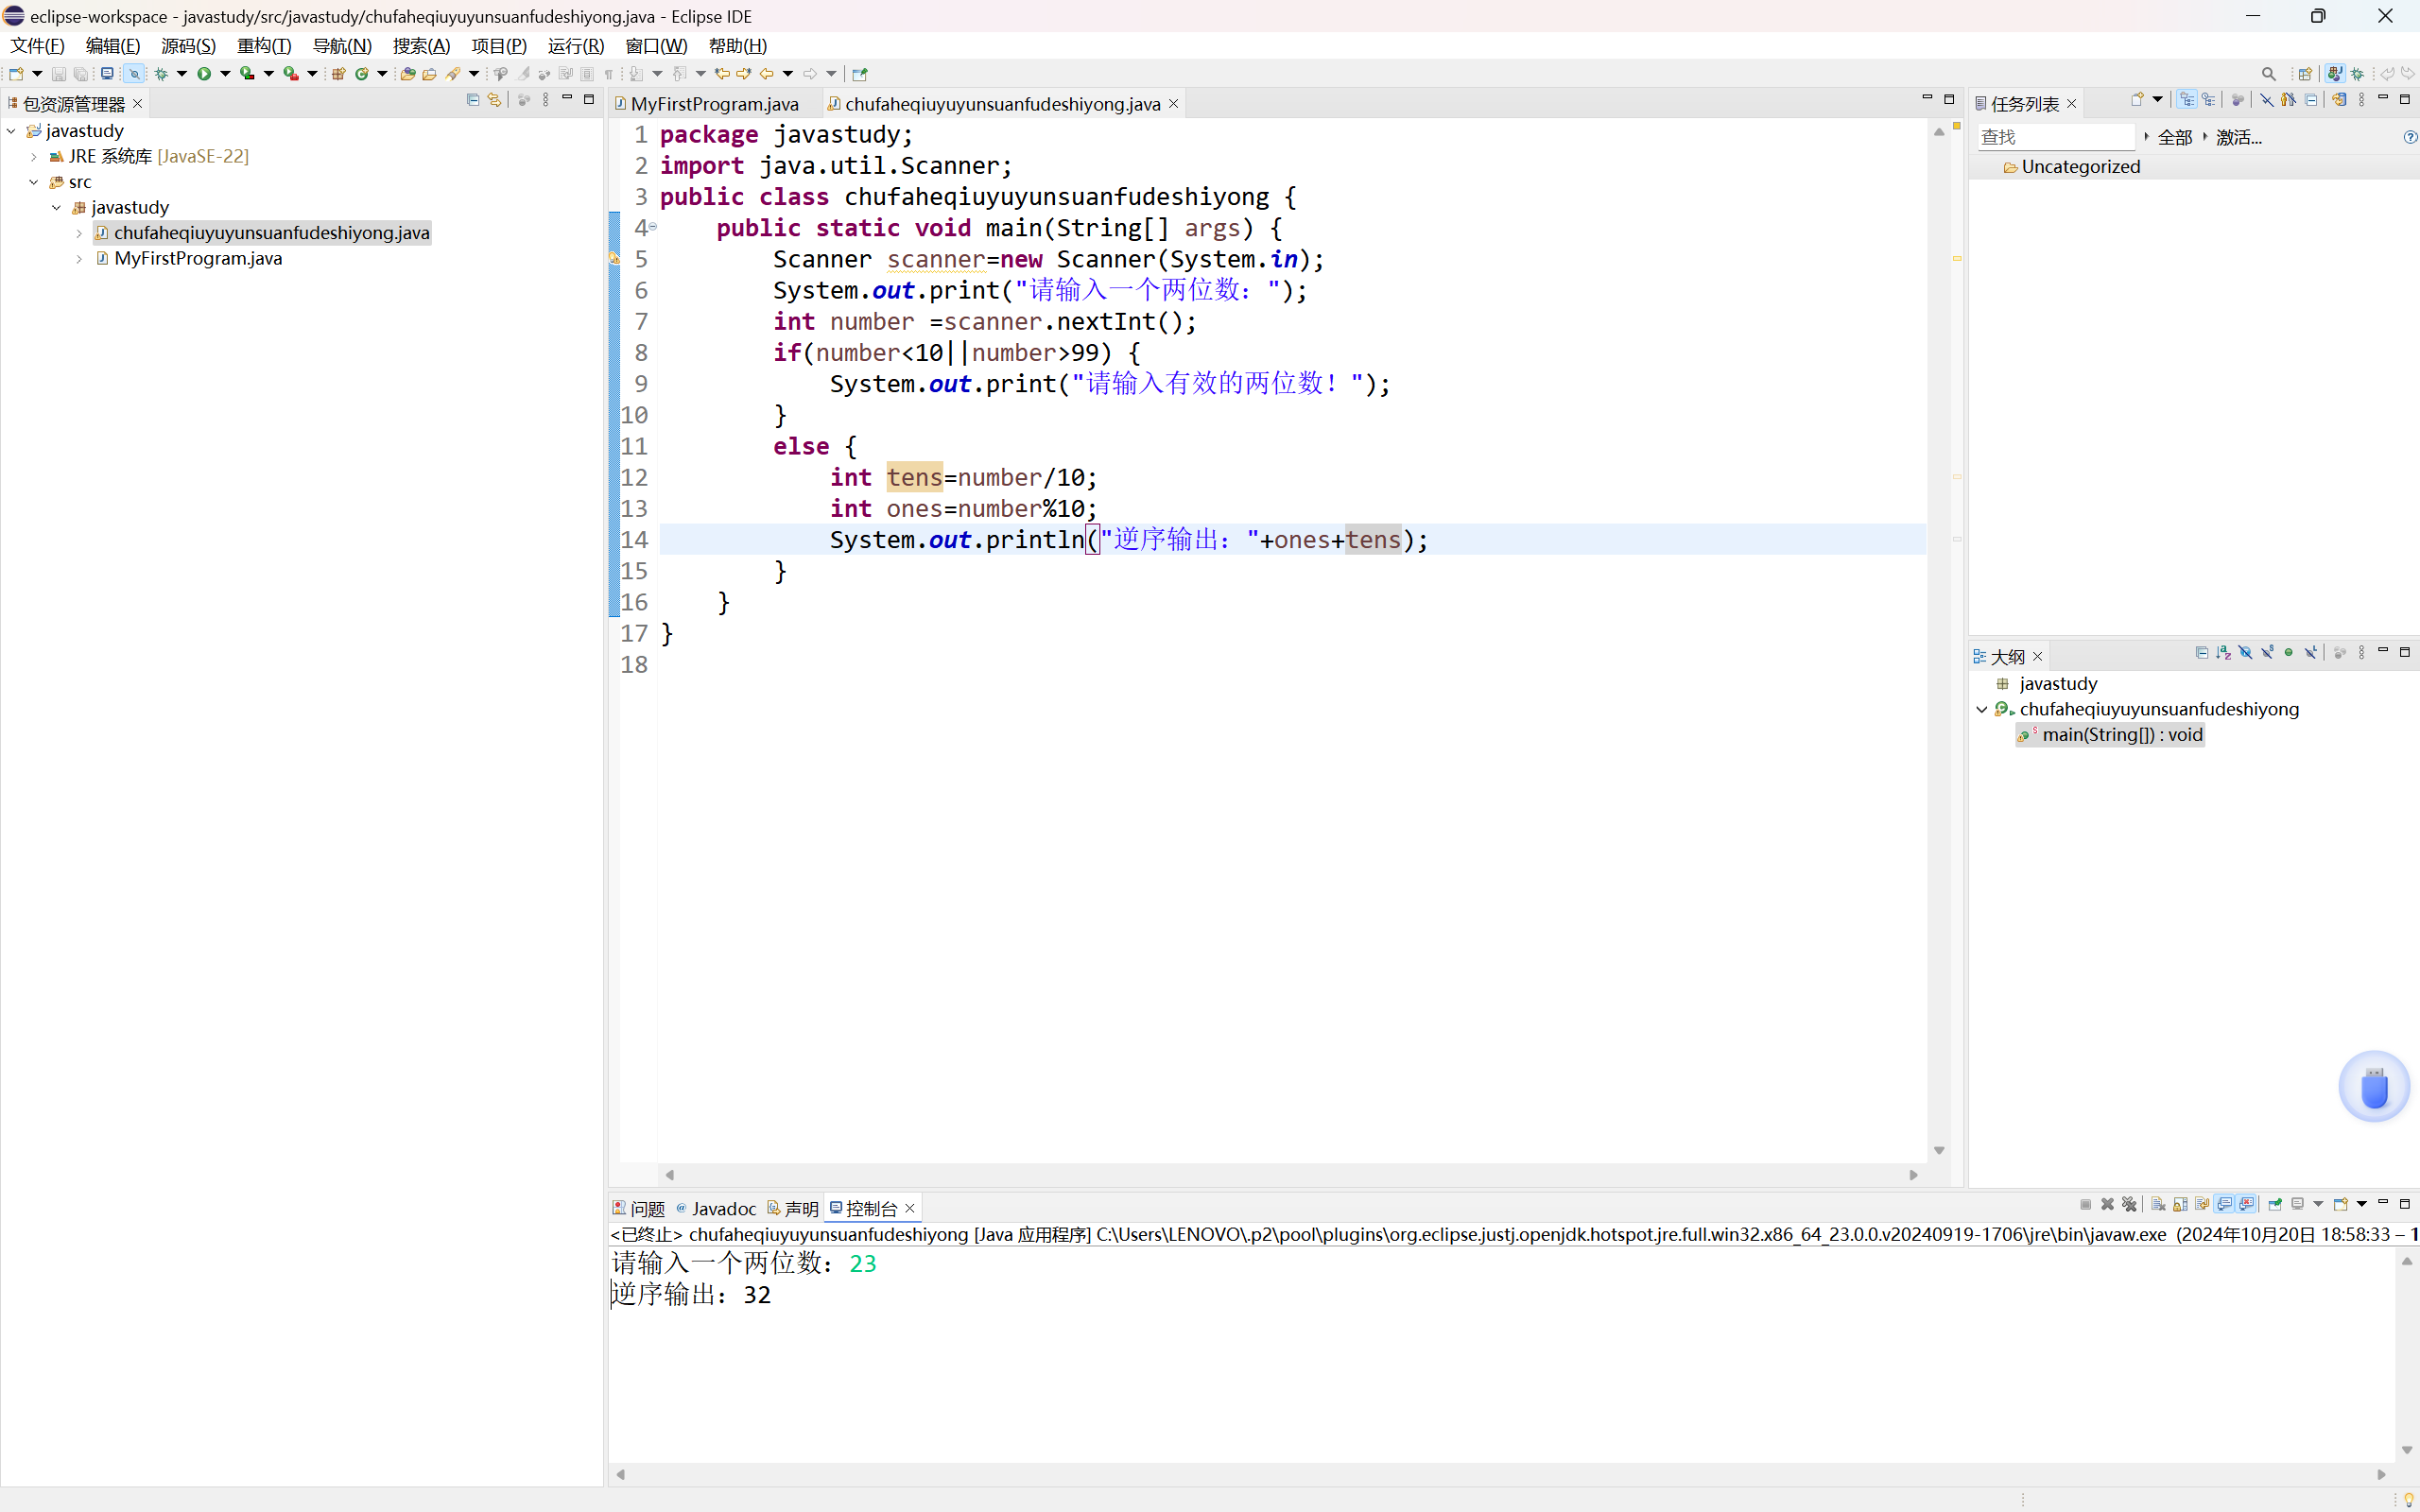 eclipse-workspace - javastudy/src/javastudy/chufaheqiuyuyunsuanfudeshiyong.java - Eclipse IDE
文件(F) 编辑(E) 源码(S) 重构(T) 导航(N) 搜索(A) 项目(P) 运行(R) 窗口(W) 帮助(H)
包资源管理器
javastudy
JRE 系统库 [JavaSE-22]
src
javastudy
chufaheqiuyuyunsuanfudeshiyong.java
MyFirstProgram.java
MyFirstProgram.java chufaheqiuyuyunsuanfudeshiyong.java
1 package javastudy;
2 import java.util.Scanner;
3 public class chufaheqiuyuyunsuanfudeshiyong {
4     public static void main(String[] args) {
5         Scanner scanner=new Scanner(System.in);
6         System.out.print("请输入一个两位数：");
7         int number =scanner.nextInt();
8         if(number<10||number>99) {
9             System.out.print("请输入有效的两位数！");
10         }
11         else {
12             int tens=number/10;
13             int ones=number%10;
14             System.out.println("逆序输出："+ones+tens);
15         }
16     }
17 }
18
任务列表
查找 全部 激活...
Uncategorized
大纲
javastudy
chufaheqiuyuyunsuanfudeshiyong
main(String[]) : void
问题 Javadoc 声明 控制台
<已终止> chufaheqiuyuyunsuanfudeshiyong [Java 应用程序] C:\Users\LENOVO\.p2\pool\plugins\org.eclipse.justj.openjdk.hotspot.jre.full.win32.x86_64_23.0.0.v20240919-1706\jre\bin\javaw.exe (2024年10月20日 18:58:33 – 1
请输入一个两位数：23
逆序输出：32